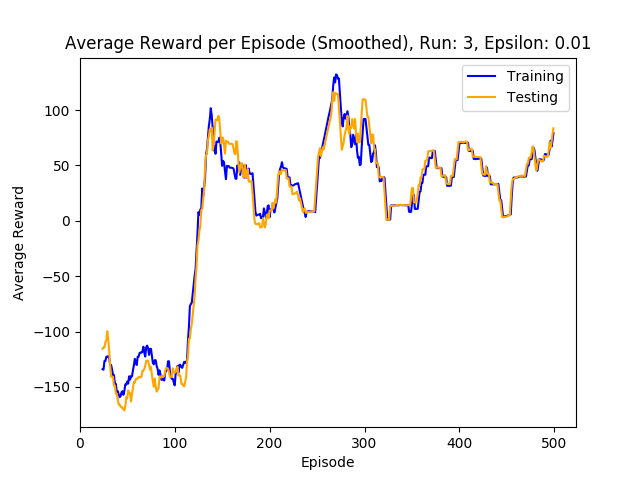 Average Reward per Episode (Smoothed), Run: 3, Epsilon: 0.01
Training
Testing
Average Reward
100
50
0
−50
−100
−150
0 100 200 300 400 500
Episode